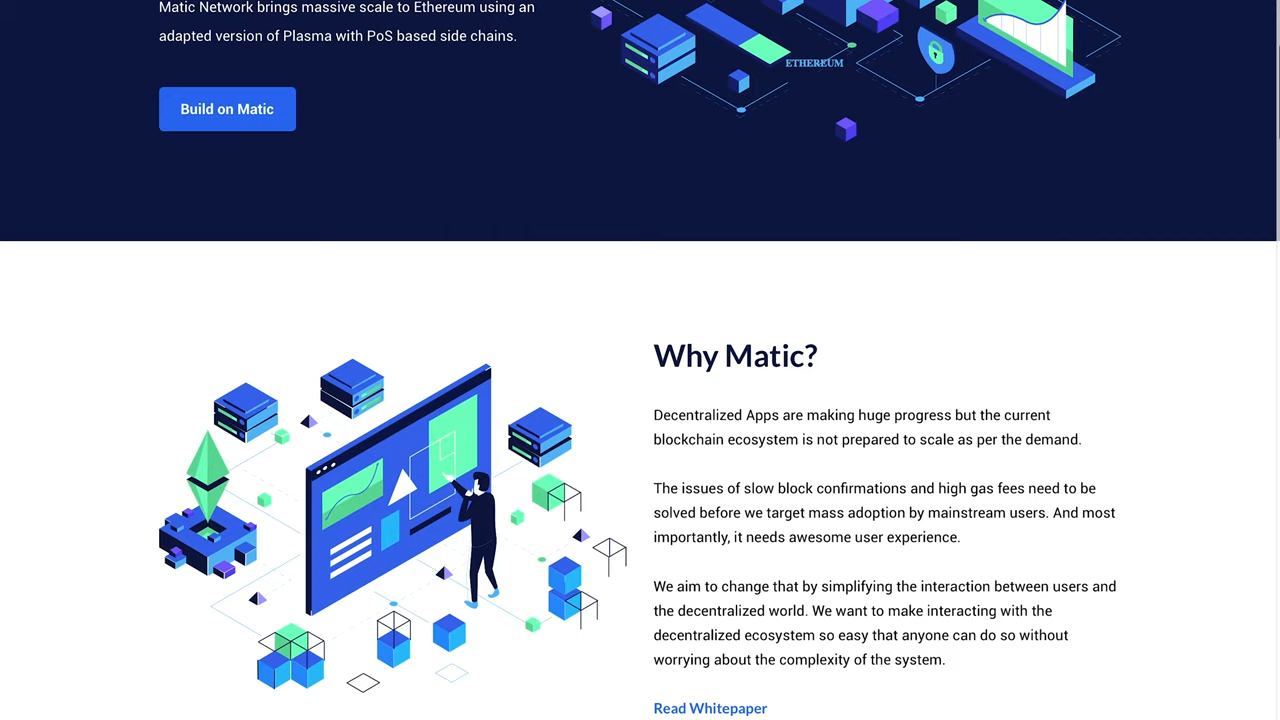 Matic Network brings massive scale to Ethereum using an
adapted version of Plasma with PoS based side chains.
Build on Matic
ETHEREUM
Why Matic?
Decentralized Apps are making huge progress but the current
blockchain ecosystem is not prepared to scale as per the demand.
The issues of slow block confirmations and high gas fees need to be
solved before we target mass adoption by mainstream users. And most
importantly, it needs awesome user experience.
We aim to change that by simplifying the interaction between users and
the decentralized world. We want to make interacting with the
decentralized ecosystem so easy that anyone can do so without
worrying about the complexity of the system.
Read Whitepaper